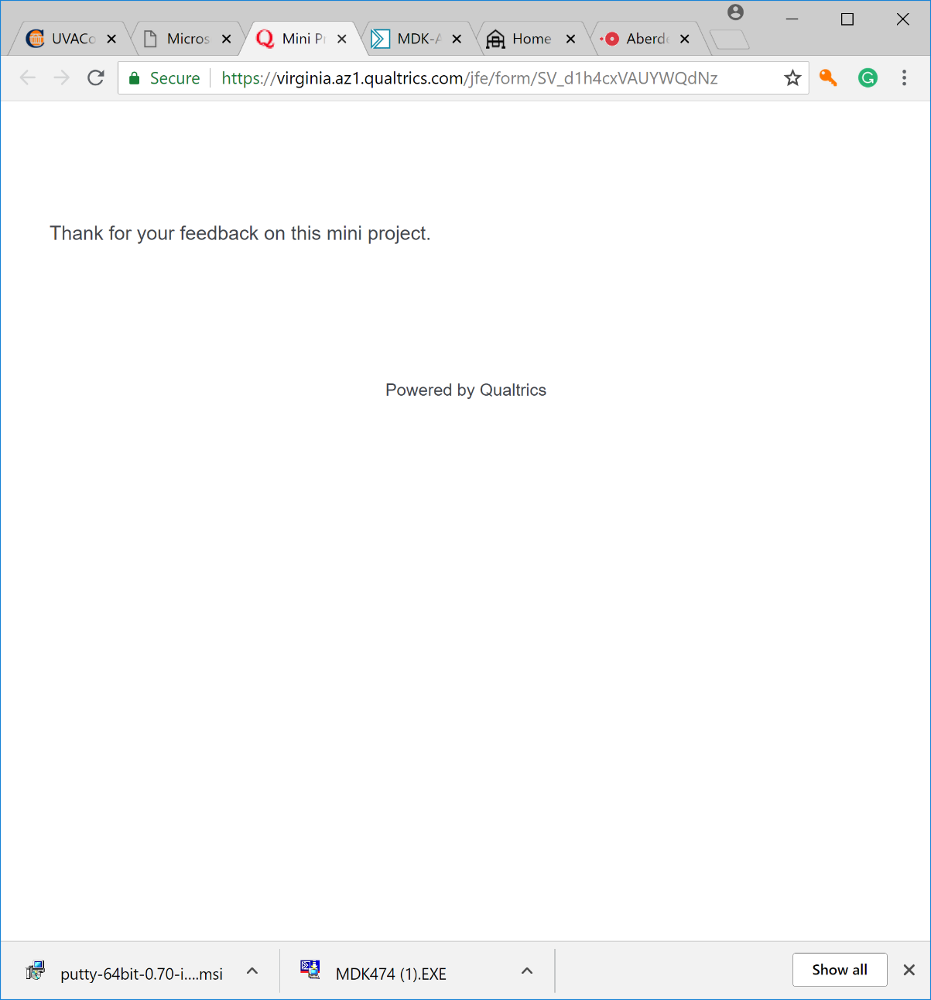 UVACo
Micros
Mini Pr
MDK-A
Home
Aberde
Secure
https://virginia.az1.qualtrics.com/jfe/form/SV_d1h4cxVAUYWQdNz
Thank for your feedback on this mini project.
Powered by Qualtrics
putty-64bit-0.70-i....msi
MDK474 (1).EXE
Show all